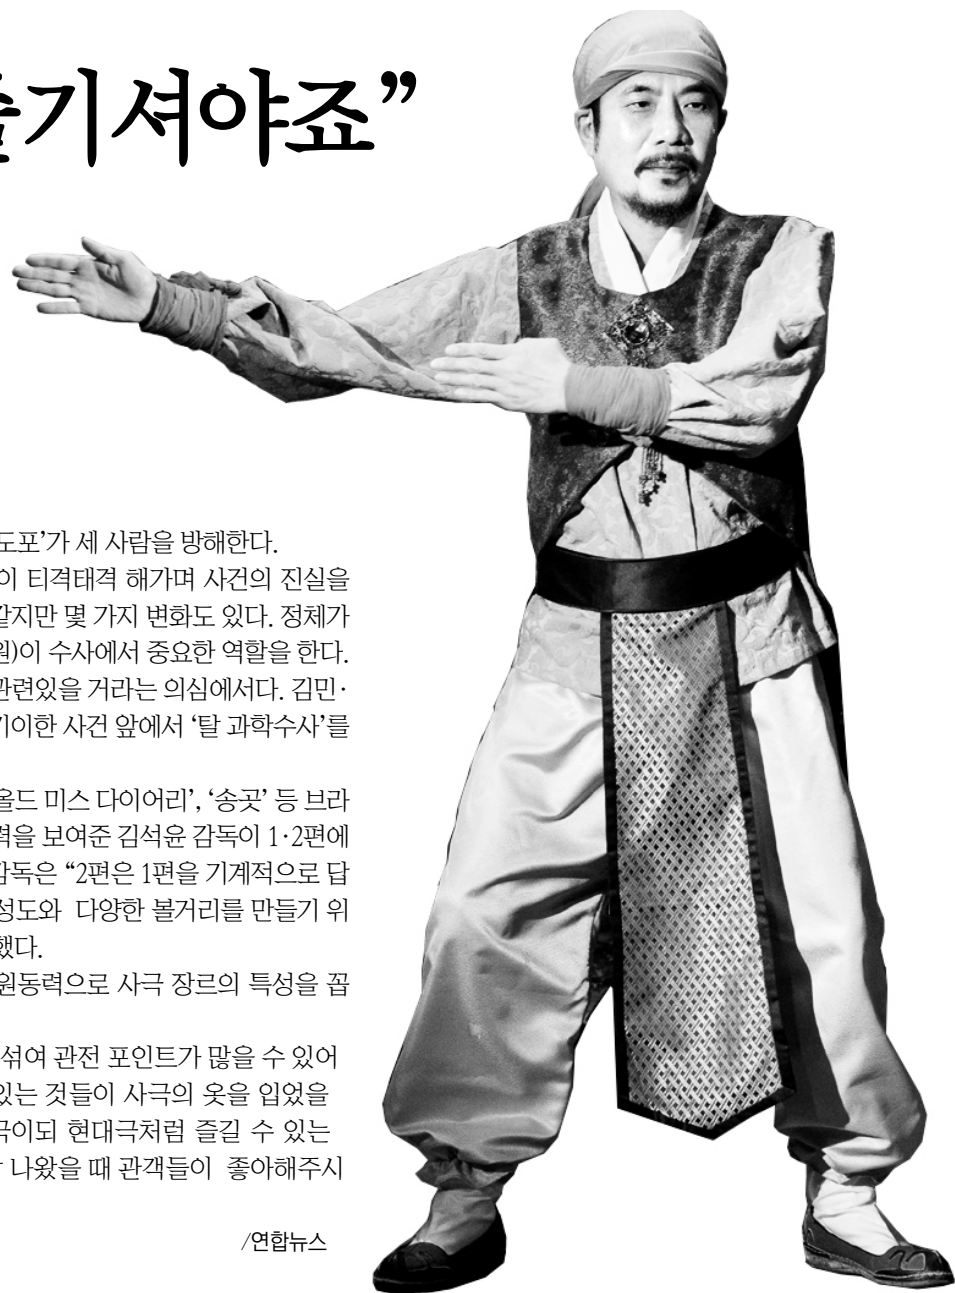 기셔야죠”
도포’가 세 사람을 방해한다.
이 티격태격 해가며 사건의 진실을
같지만 몇 가지 변화도 있다. 정체가
원)이 수사에서 중요한 역할을 한다.
관련있을 거라는 의심에서다. 김민·
기이한 사건 앞에서 ‘탈 과학수사’를
올드 미스 다이어리’, ‘송곳’ 등 브라
력을 보여준 김석윤 감독이 1·2편에
감독은 “2편은 1편을 기계적으로 답
성도와 다양한 볼거리를 만들기 위
했다.
원동력으로 사극 장르의 특성을 꼽
섞여 관전 포인트가 많을 수 있어
있는 것들이 사극의 옷을 입었을
극이되 현대극처럼 즐길 수 있는
나왔을 때 관객들이 좋아해주시
/연합뉴스